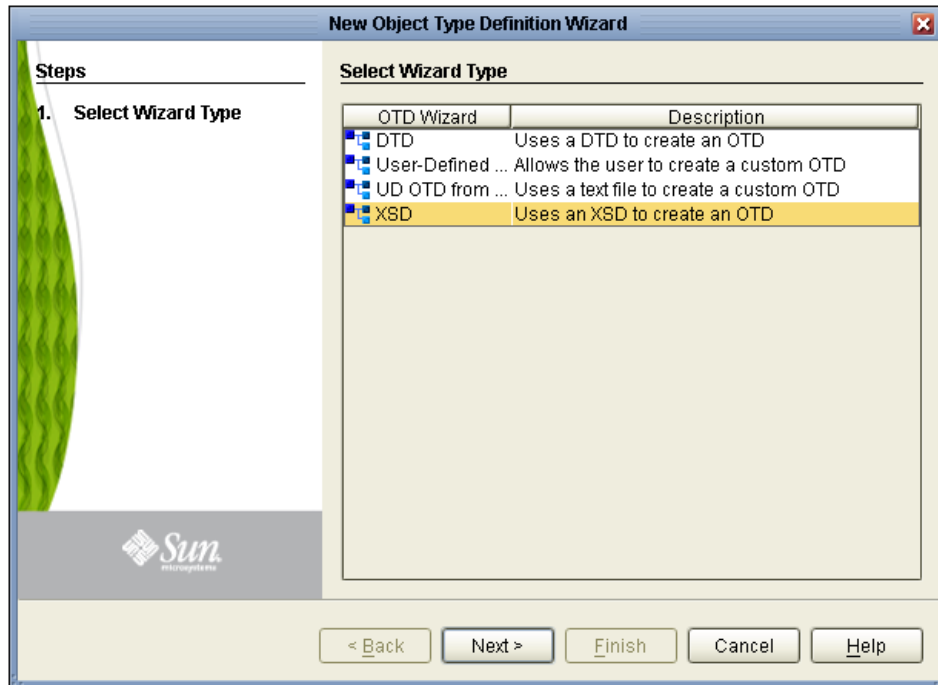 New Object Type Definition Wizard
Steps
1. Select Wizard Type
Select Wizard Type
OTD Wizard Description
DTD Uses a DTD to create an OTD
User-Defined ... Allows the user to create a custom OTD
UD OTD from ... Uses a text file to create a custom OTD
XSD Uses an XSD to create an OTD
Sun
microsystems
< Back Next > Finish Cancel Help